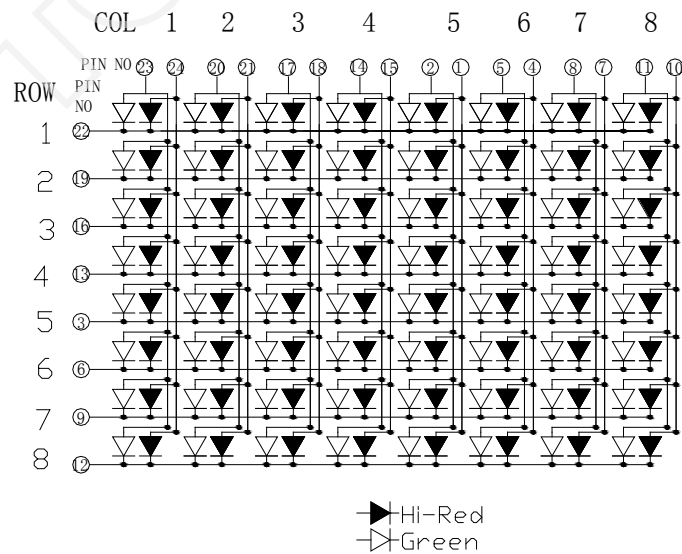 COL 1 2 3 4 5 6 7 8
PIN NO 23 24 20 21 17 18 14 15 2 1 5 4 8 7 11 10
ROW PIN
NO
1 22
2 19
3 16
4 13
5 3
6 6
7 9
8 12
Hi-Red
Green